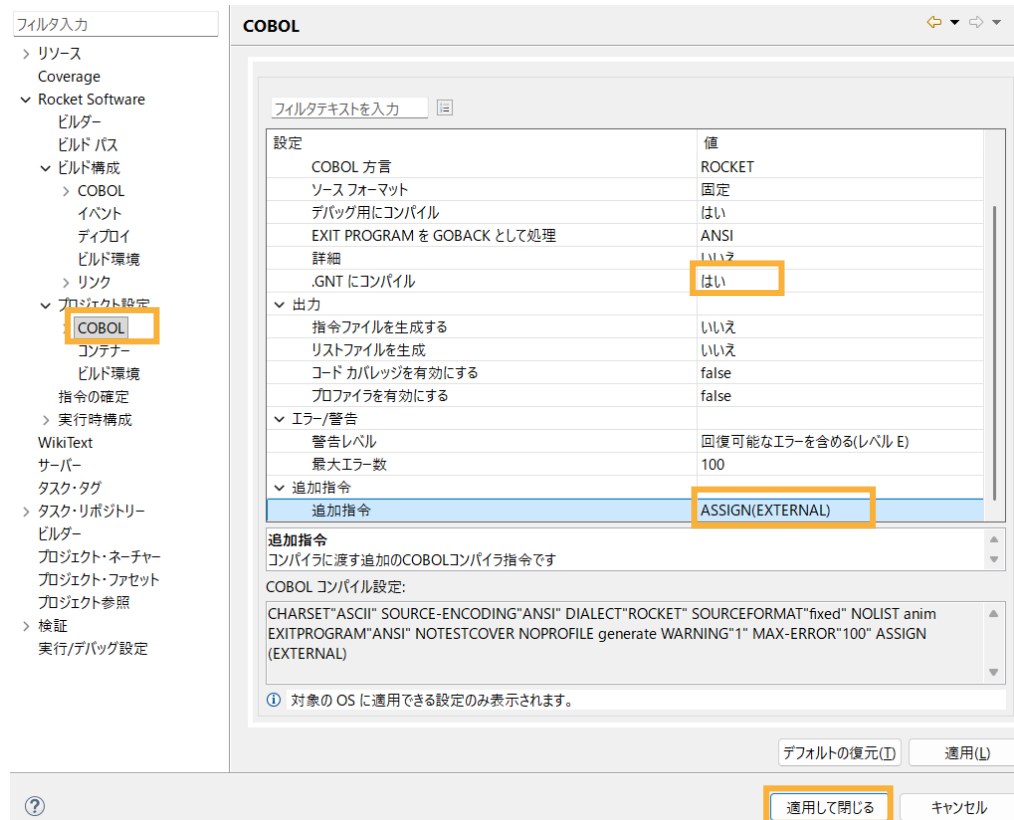 フィルタ入力
リソース
Coverage
Rocket Software
ビルダー
ビルド パス
ビルド構成
COBOL
イベント
ディプロイ
ビルド環境
リンク
プロジェクト設定
COBOL
コンテナー
ビルド環境
指令の確定
実行時構成
WikiText
サーバー
タスク・タグ
タスク・リポジトリー
ビルダー
プロジェクト・ネーチャー
プロジェクト・ファセット
プロジェクト参照
検証
実行/デバッグ設定
COBOL
フィルタテキストを入力
設定 値
COBOL 方言 ROCKET
ソース フォーマット 固定
デバッグ用にコンパイル はい
EXIT PROGRAM を GOBACK として処理 ANSI
詳細 いいえ
.GNT にコンパイル はい
出力
指令ファイルを生成する いいえ
リストファイルを生成 いいえ
コード カバレッジを有効にする false
プロファイラを有効にする false
エラー/警告
警告レベル 回復可能なエラーを含める(レベル E)
最大エラー数 100
追加指令
追加指令 ASSIGN(EXTERNAL)
追加指令
コンパイラに渡す追加のCOBOLコンパイラ指令です
COBOL コンパイル設定:
CHARSET"ASCII" SOURCE-ENCODING"ANSI" DIALECT"ROCKET" SOURCEFORMAT"fixed" NOLIST anim
EXITPROGRAM"ANSI" NOTESTCOVER NOPROFILE generate WARNING"1" MAX-ERROR"100" ASSIGN
(EXTERNAL)
対象の OS に適用できる設定のみ表示されます。
デフォルトの復元(T) 適用(L)
適用して閉じる キャンセル